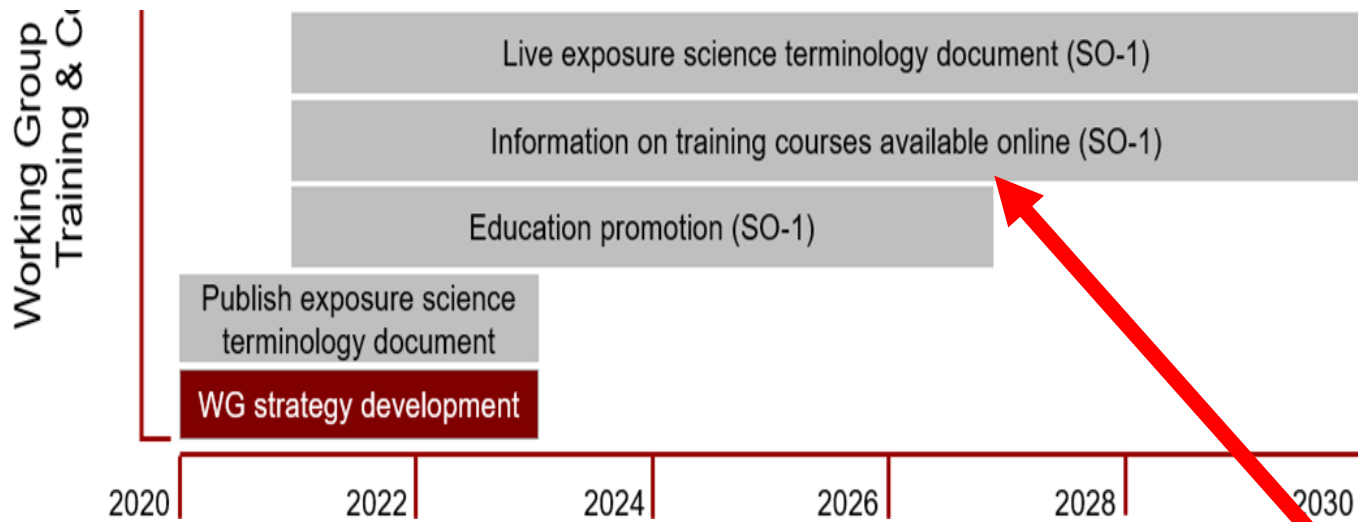 Working Group
Training &
Live exposure science terminology document (SO-1)
Information on training courses available online (SO-1)
Education promotion (SO-1)
Publish exposure science
terminology document
WG strategy development
2020 2022 2024 2026 2028 2030